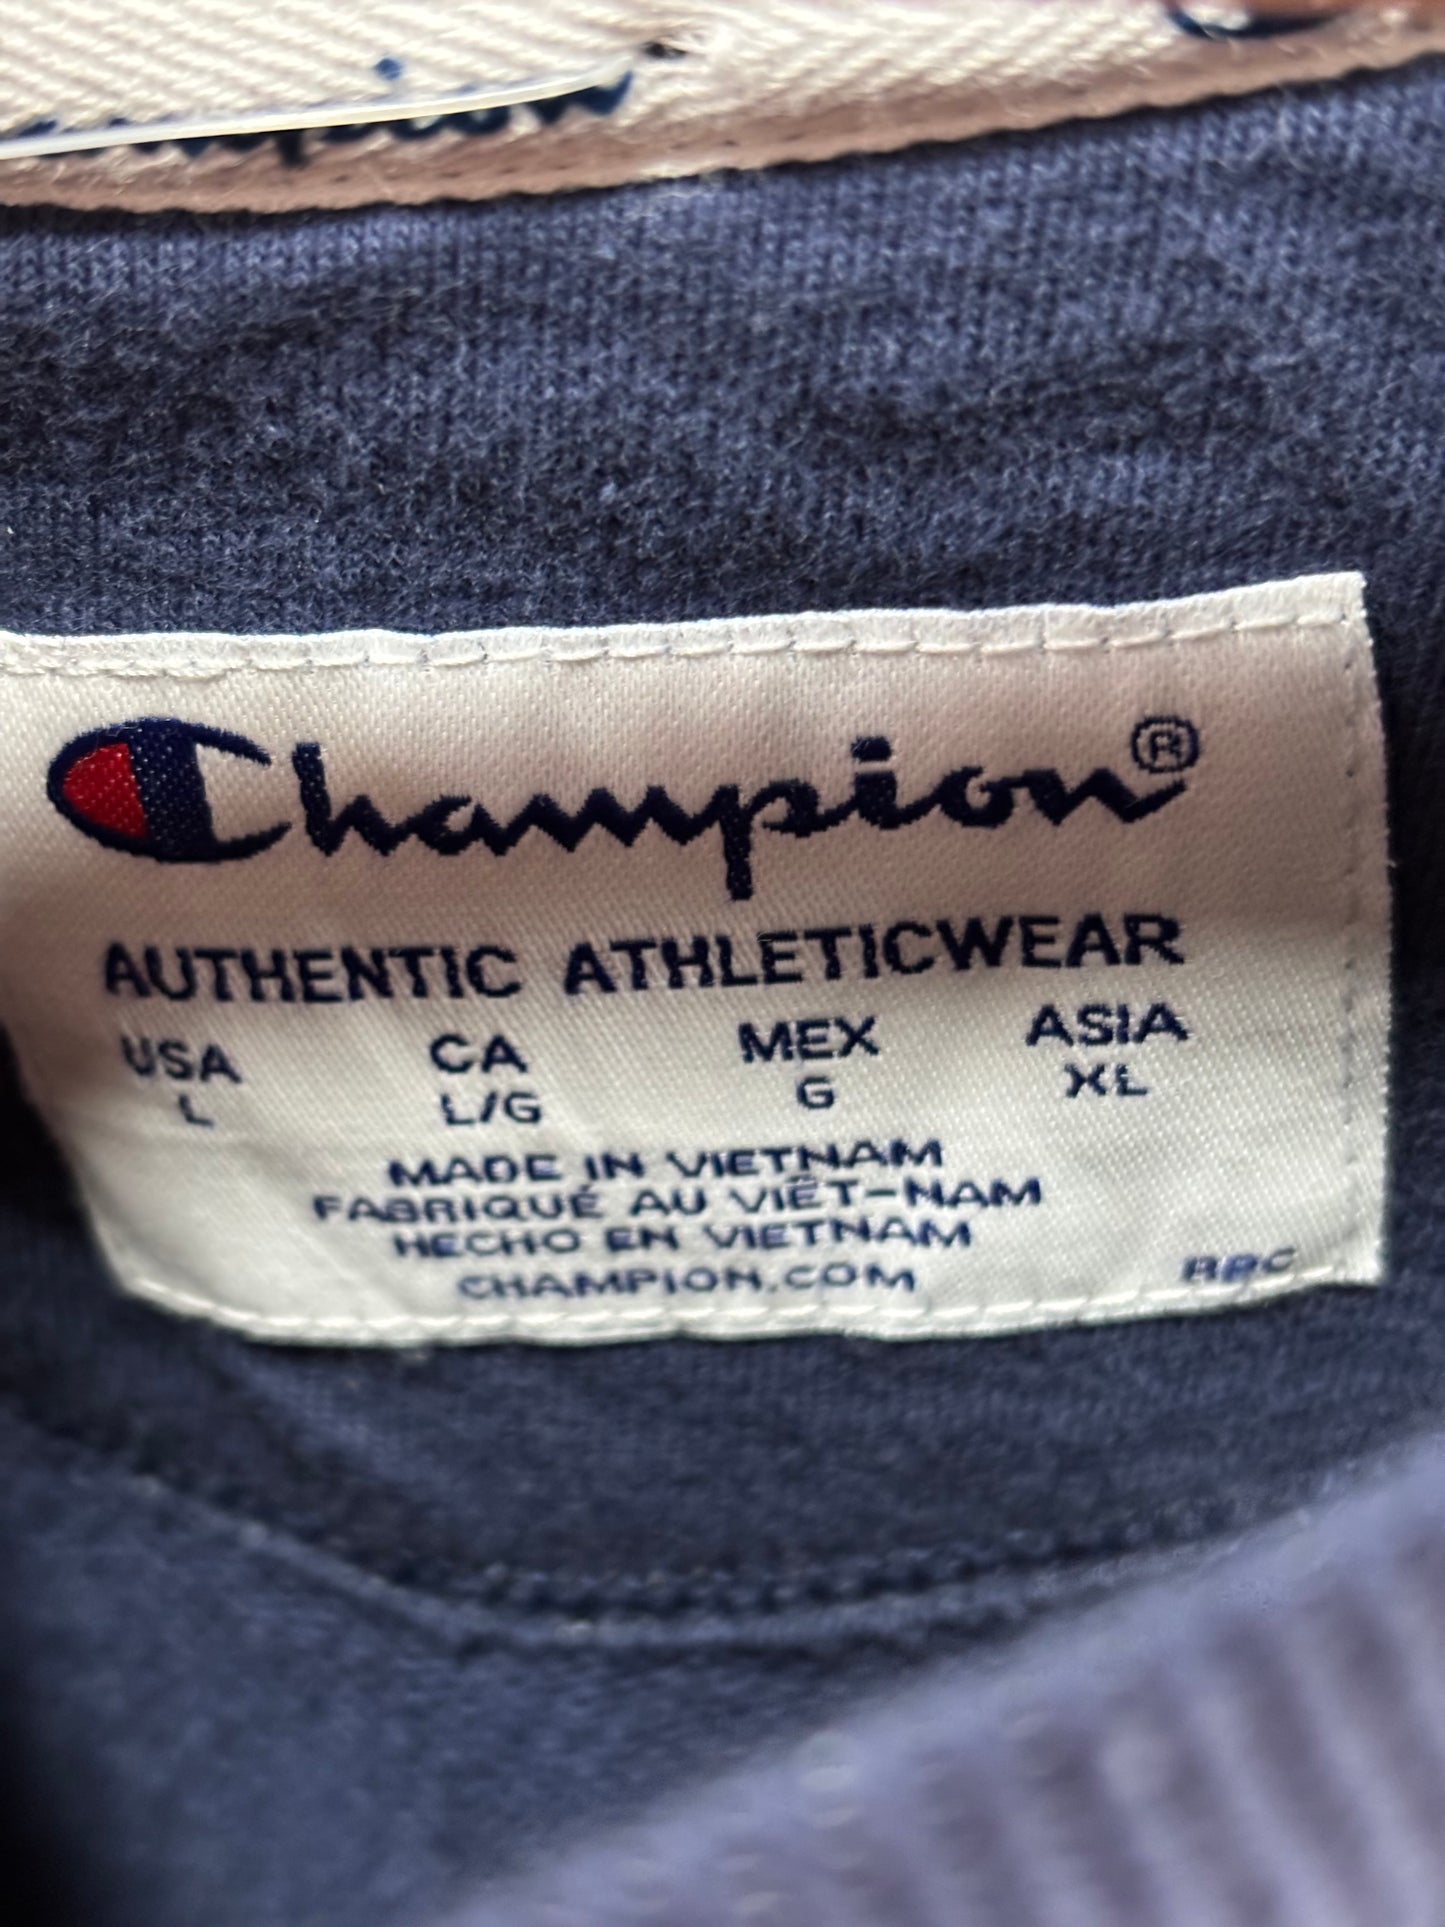 Champion®
AUTHENTIC ATHLETICWEAR
USA CA MEX ASIA
L L/G G XL
MADE IN VIETNAM
FABRIQUÉ AU VIÊT-NAM
HECHO EN VIETNAM
CHAMPION.COM